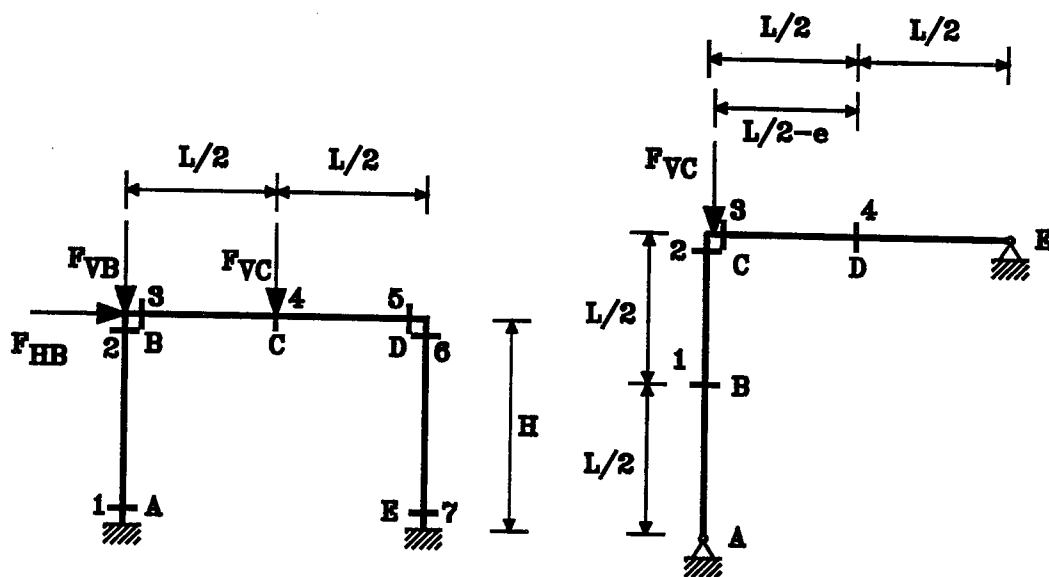 L/2 L/2
F_VB F_VC
3 4 5
F_HB 2 B C D 6
H
1 A E 7
L/2 L/2
L/2-e
F_VC
3 4
2 C D E
L/2
1 B
L/2
A